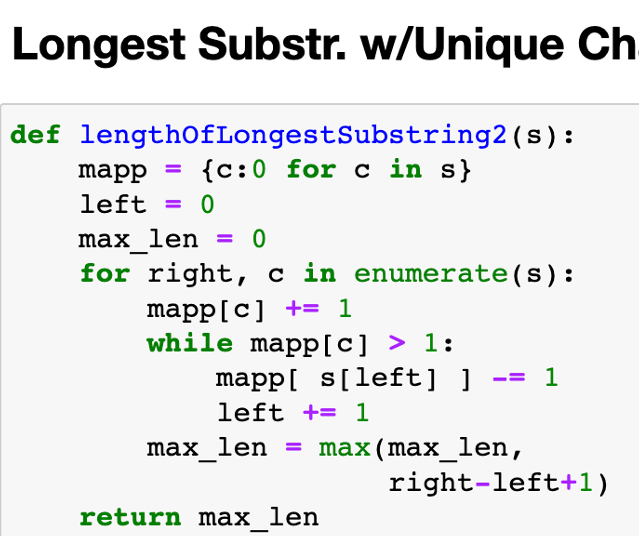 Longest Substr. w/Unique Ch
def lengthOfLongestSubstring2(s):
    mapp = {c:0 for c in s}
    left = 0
    max_len = 0
    for right, c in enumerate(s):
        mapp[c] += 1
        while mapp[c] > 1:
            mapp[ s[left] ] -= 1
            left += 1
        max_len = max(max_len,
                      right-left+1)
    return max_len